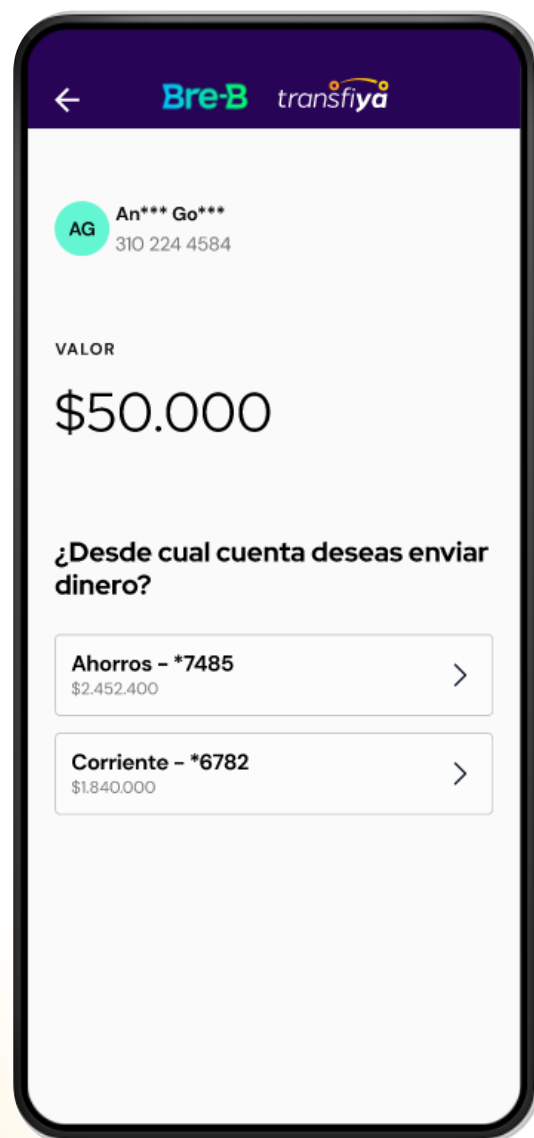 Bre-B transfiya
AG
An*** Go***
310 224 4584
VALOR
$50.000
¿Desde cual cuenta deseas enviar
dinero?
Ahorros - *7485
$2.452.400
Corriente - *6782
$1.840.000